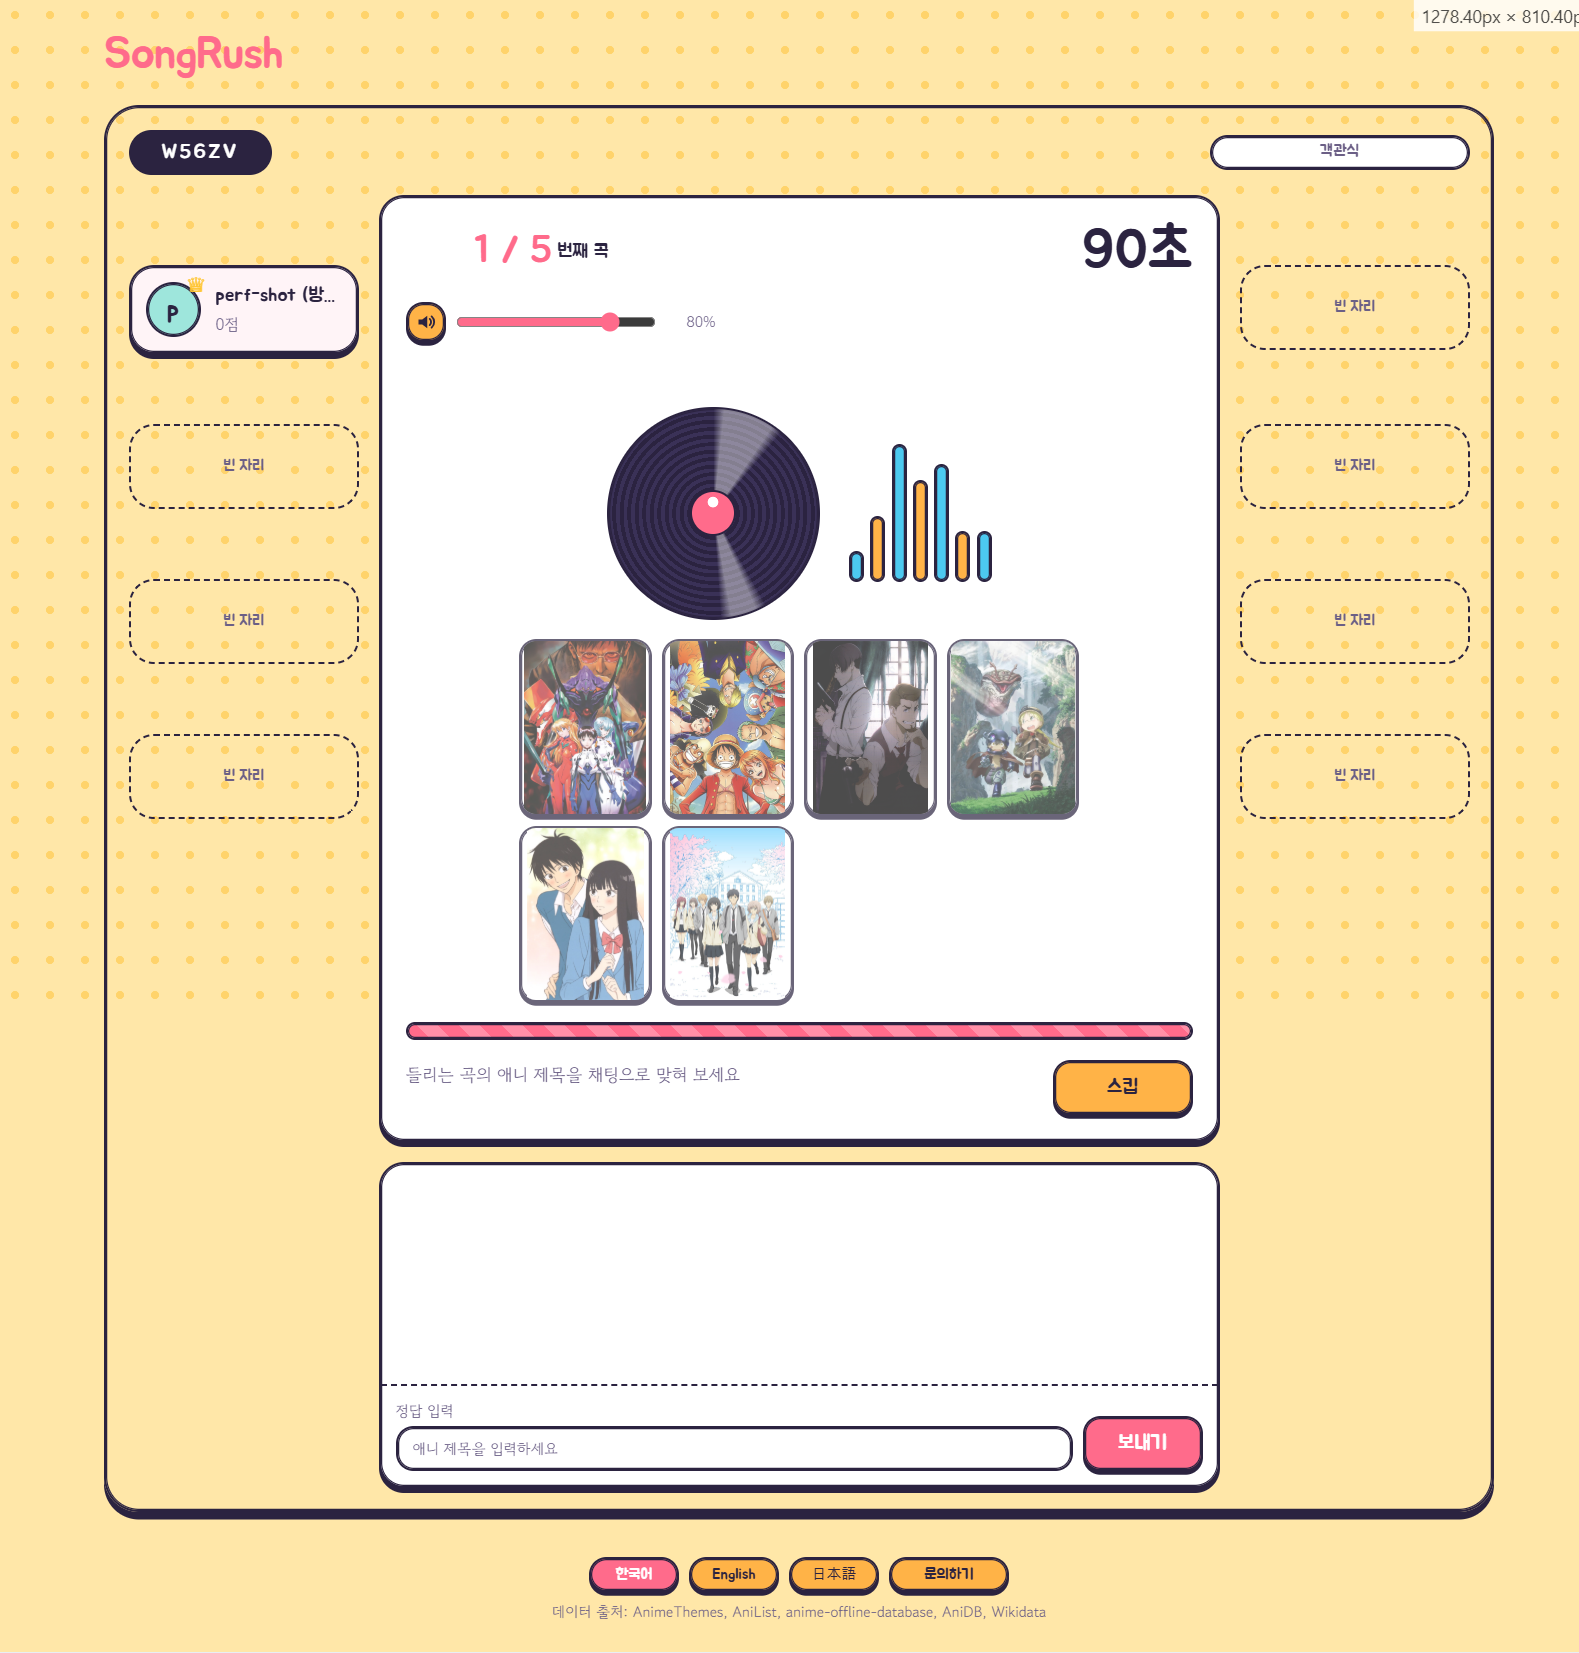 1278.40px × 810.40p
SongRush
W56ZV
객관식
1 / 5 번째 곡
90초
P
perf-shot (방...
0점
80%
빈 자리
빈 자리
빈 자리
빈 자리
빈 자리
빈 자리
빈 자리
들리는 곡의 애니 제목을 채팅으로 맞혀 보세요
스킵
정답 입력
애니 제목을 입력하세요
보내기
한국어
English
日本語
문의하기
데이터 출처: AnimeThemes, AniList, anime-offline-database, AniDB, Wikidata